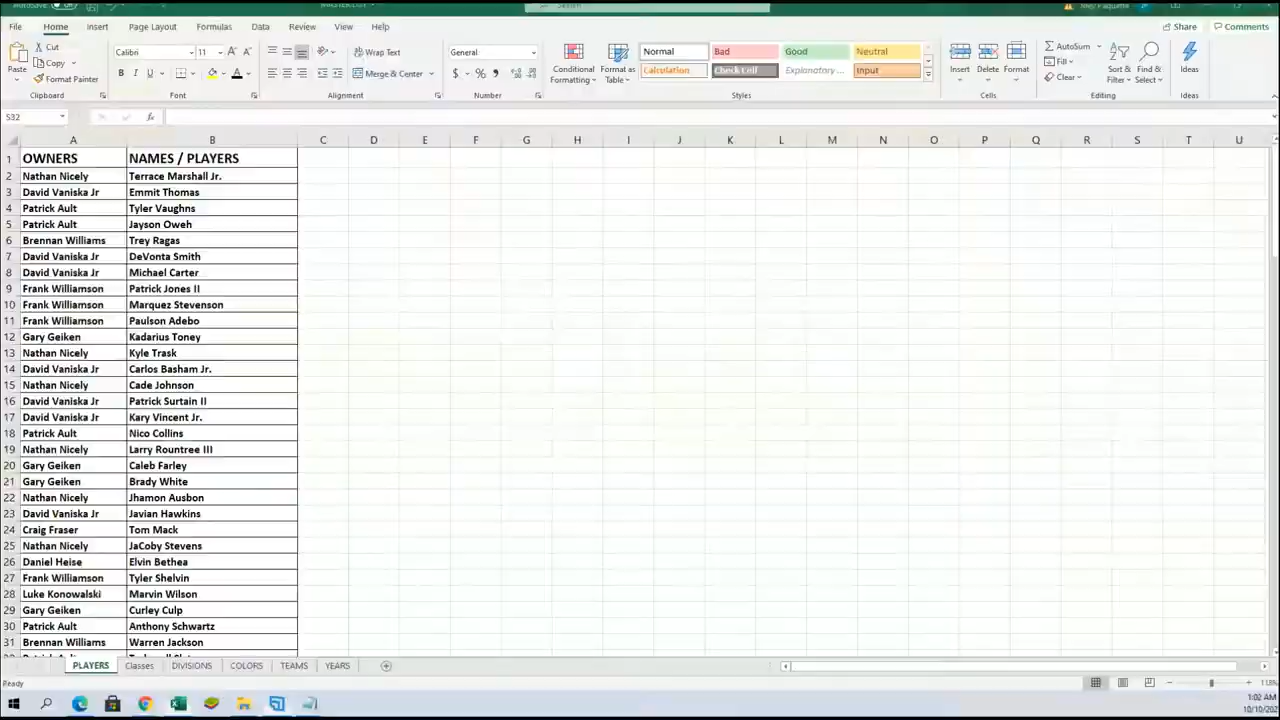 File Home Insert Page Layout Formulas Data Review View Help Share Comments
Cut
Copy
Format Painter
Paste
Calibri 11
Wrap Text
Merge & Center
General
Conditional Formatting
Format as Table
Normal Bad Good Neutral
Calculation Check Cell Explanatory ... Input
Insert Delete Format
AutoSum
Fill
Clear
Sort & Filter
Find & Select
Ideas
Clipboard Font Alignment Number Styles Cells Editing Ideas
S32 fx
A B C D E F G H I J K L M N O P Q R S T U
1 OWNERS NAMES / PLAYERS
2 Nathan Nicely Terrace Marshall Jr.
3 David Vaniska Jr Emmit Thomas
4 Patrick Ault Tyler Vaughns
5 Patrick Ault Jayson Oweh
6 Brennan Williams Trey Ragas
7 David Vaniska Jr DeVonta Smith
8 David Vaniska Jr Michael Carter
9 Frank Williamson Patrick Jones II
10 Frank Williamson Marquez Stevenson
11 Frank Williamson Paulson Adebo
12 Gary Geiken Kadarius Toney
13 Nathan Nicely Kyle Trask
14 David Vaniska Jr Carlos Basham Jr.
15 Nathan Nicely Cade Johnson
16 David Vaniska Jr Patrick Surtain II
17 David Vaniska Jr Kary Vincent Jr.
18 Patrick Ault Nico Collins
19 Nathan Nicely Larry Rountree III
20 Gary Geiken Caleb Farley
21 Gary Geiken Brady White
22 Nathan Nicely Jhamon Ausbon
23 David Vaniska Jr Javian Hawkins
24 Craig Fraser Tom Mack
25 Nathan Nicely JaCoby Stevens
26 Daniel Heise Elvin Bethea
27 Frank Williamson Tyler Shelvin
28 Luke Konowalski Marvin Wilson
29 Gary Geiken Curley Culp
30 Patrick Ault Anthony Schwartz
31 Brennan Williams Warren Jackson
PLAYERS Classes DIVISIONS COLORS TEAMS YEARS
Ready
1:02 AM